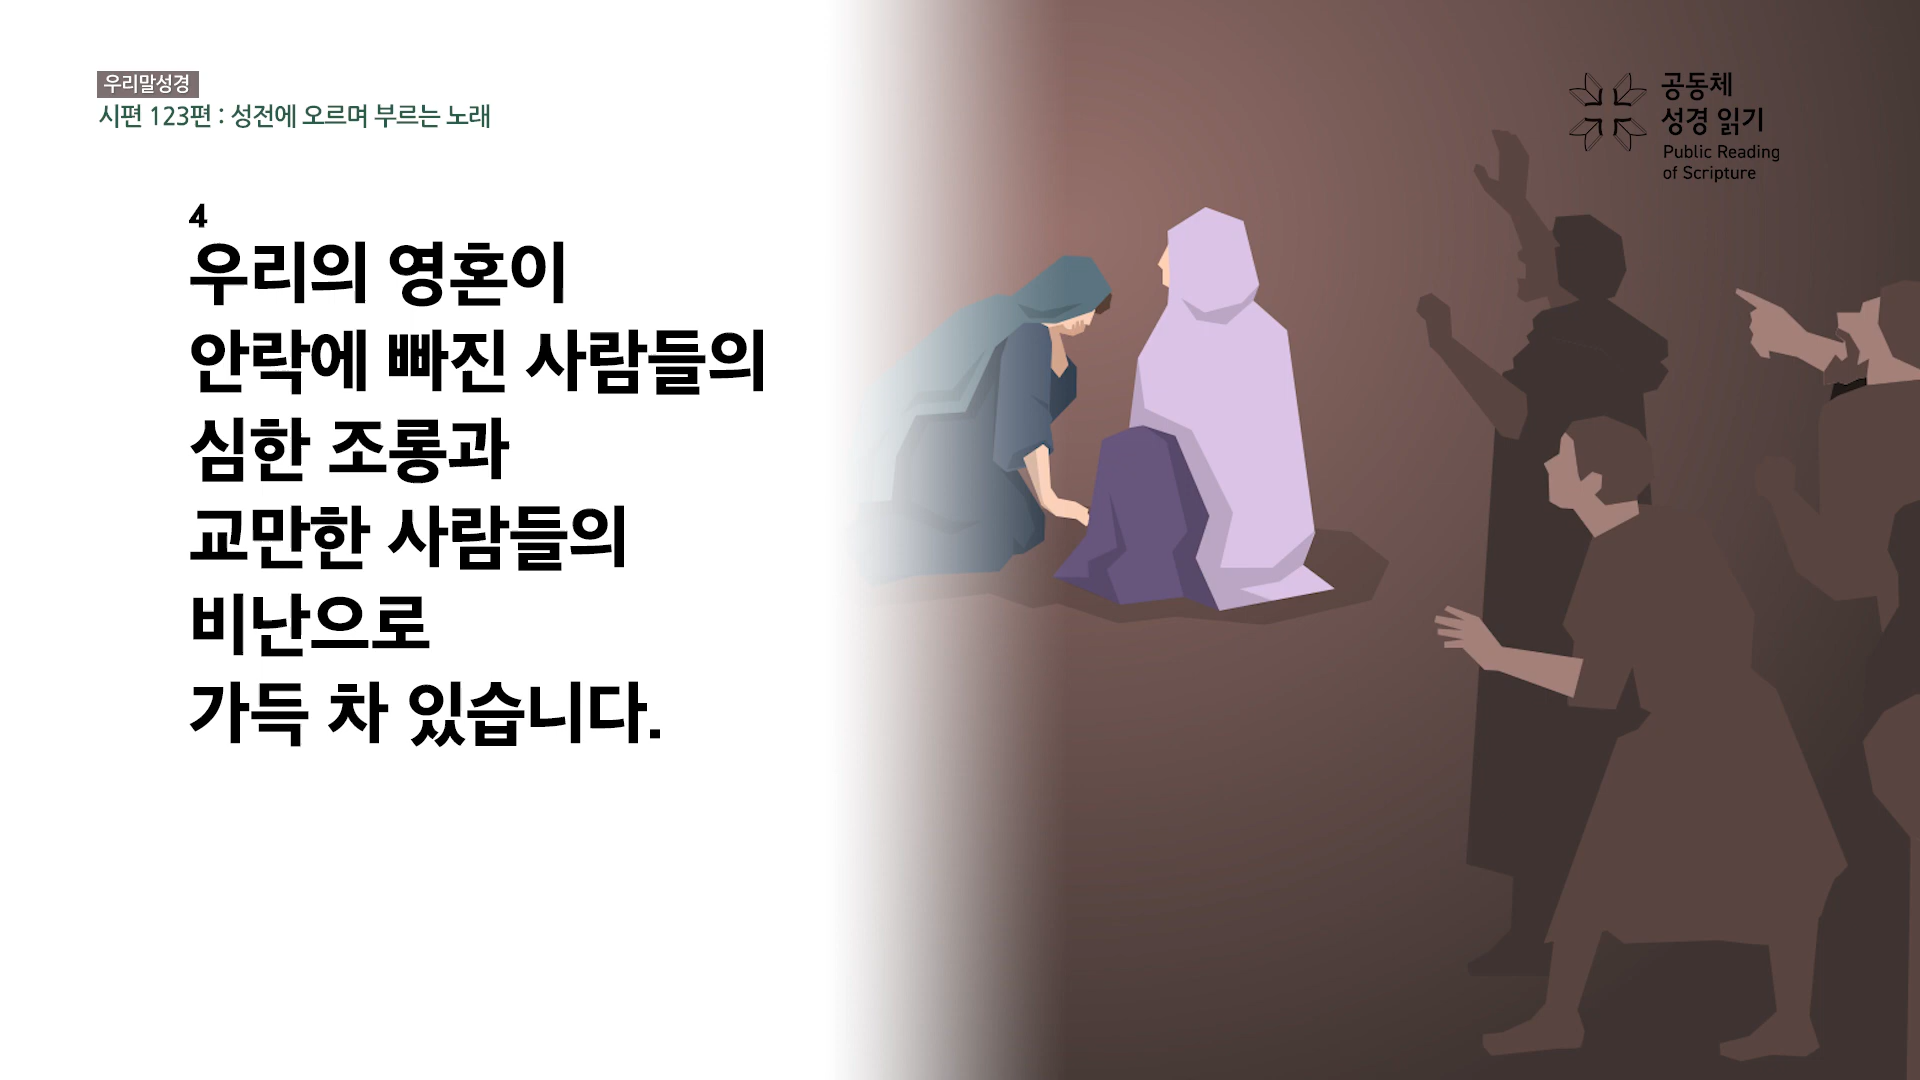 우리말성경
시편 123편 : 성전에 오르며 부르는 노래
4
우리의 영혼이
안락에 빠진 사람들의
심한 조롱과
교만한 사람들의
비난으로
가득 차 있습니다.
공동체
성경 읽기
Public Reading
of Scripture